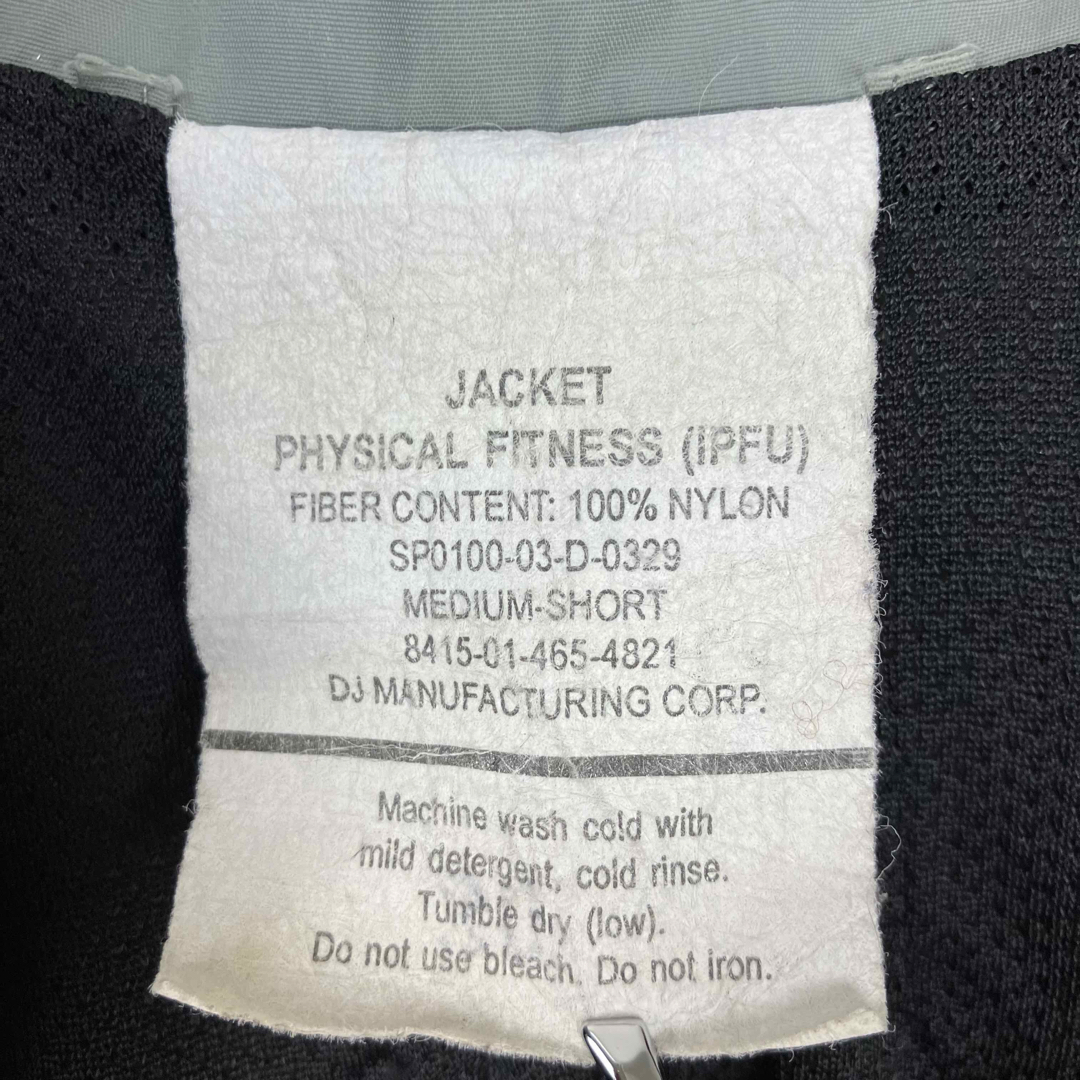 JACKET
PHYSICAL FITNESS (IPFU)
FIBER CONTENT: 100% NYLON
SP0100-03-D-0329
MEDIUM-SHORT
8415-01-465-4821
DJ MANUFACTURING CORP.
Machine wash cold with
mild detergent, cold rinse.
Tumble dry (low).
Do not use bleach. Do not iron.